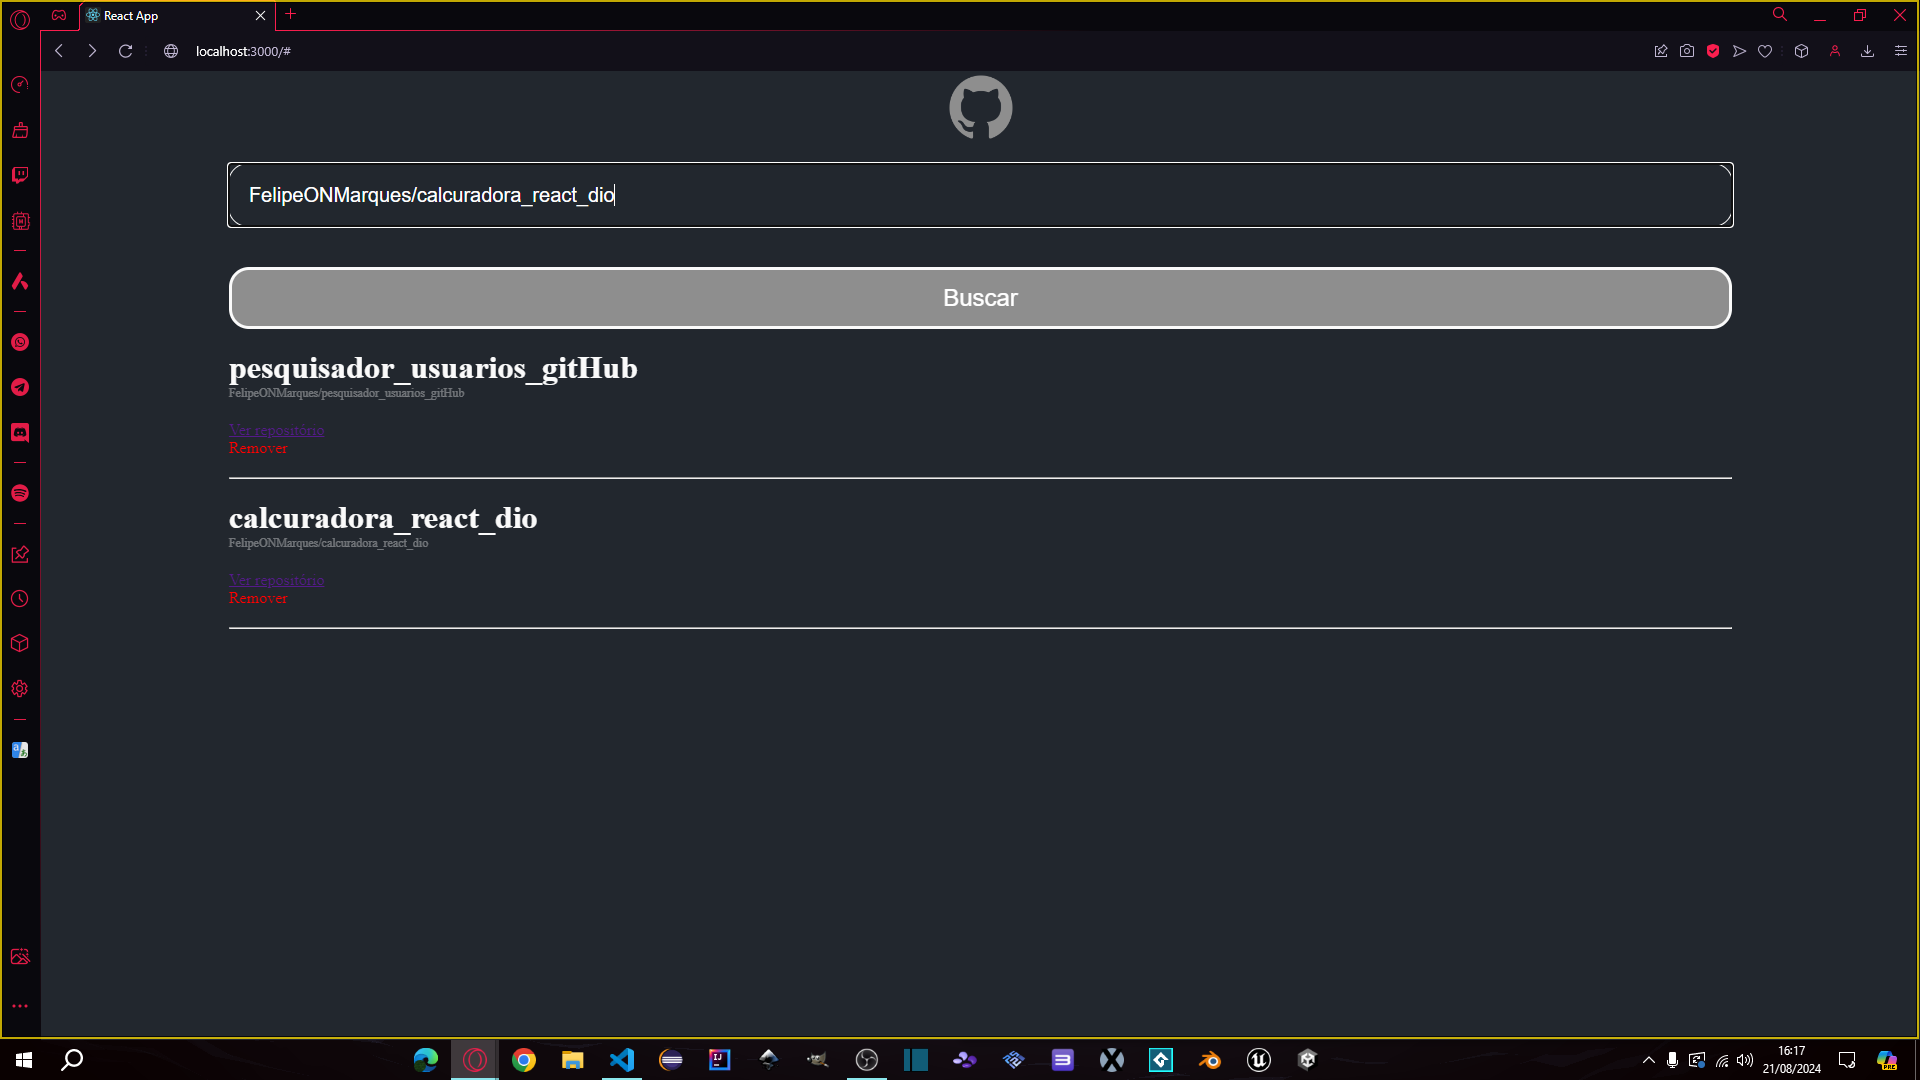 React App
localhost:3000/#
FelipeONMarques/calcuradora_react_dio
Buscar
pesquisador_usuarios_gitHub
FelipeONMarques/pesquisador_usuarios_gitHub
Ver repositório
Remover
calcuradora_react_dio
FelipeONMarques/calcuradora_react_dio
Ver repositório
Remover
16:17
21/08/2024